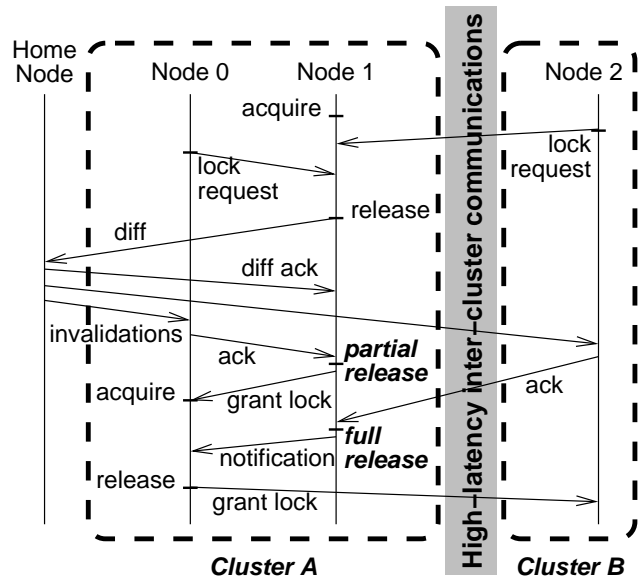 Home
Node
Node 0
Node 1
Node 2
acquire
lock
request
lock
request
release
diff
diff ack
invalidations
ack
partial
release
ack
acquire
grant lock
full
release
notification
release
grant lock
High–latency inter–cluster communications
Cluster A
Cluster B